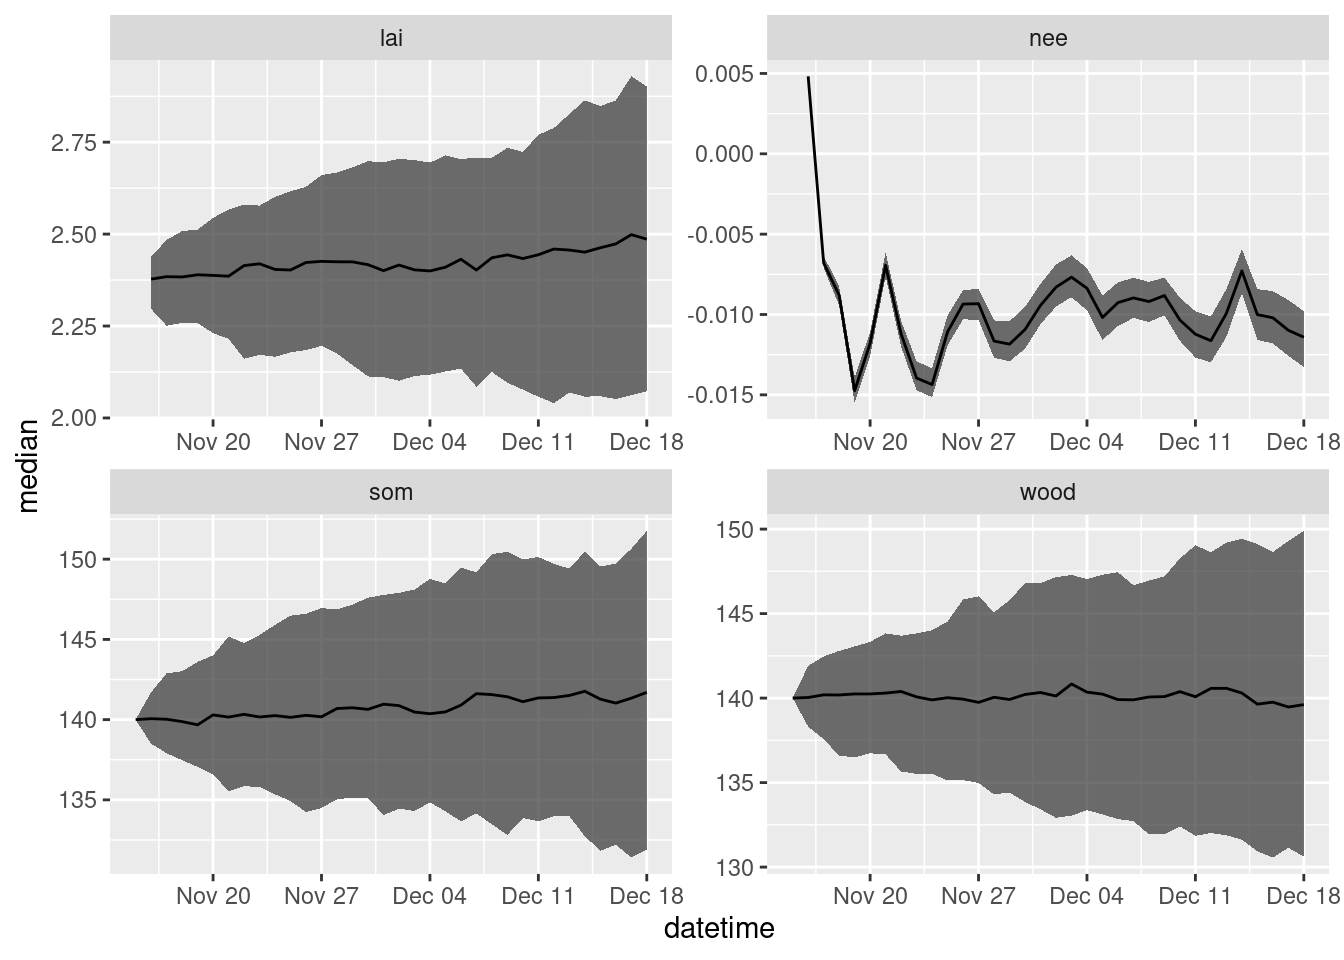 lai
nee
2.75
2.50
2.25
2.00
0.005
0.000
-0.005
-0.010
-0.015
Nov 20 Nov 27 Dec 04 Dec 11 Dec 18
Nov 20 Nov 27 Dec 04 Dec 11 Dec 18
median
som
wood
150
145
140
135
150
145
140
135
130
Nov 20 Nov 27 Dec 04 Dec 11 Dec 18
Nov 20 Nov 27 Dec 04 Dec 11 Dec 18
datetime